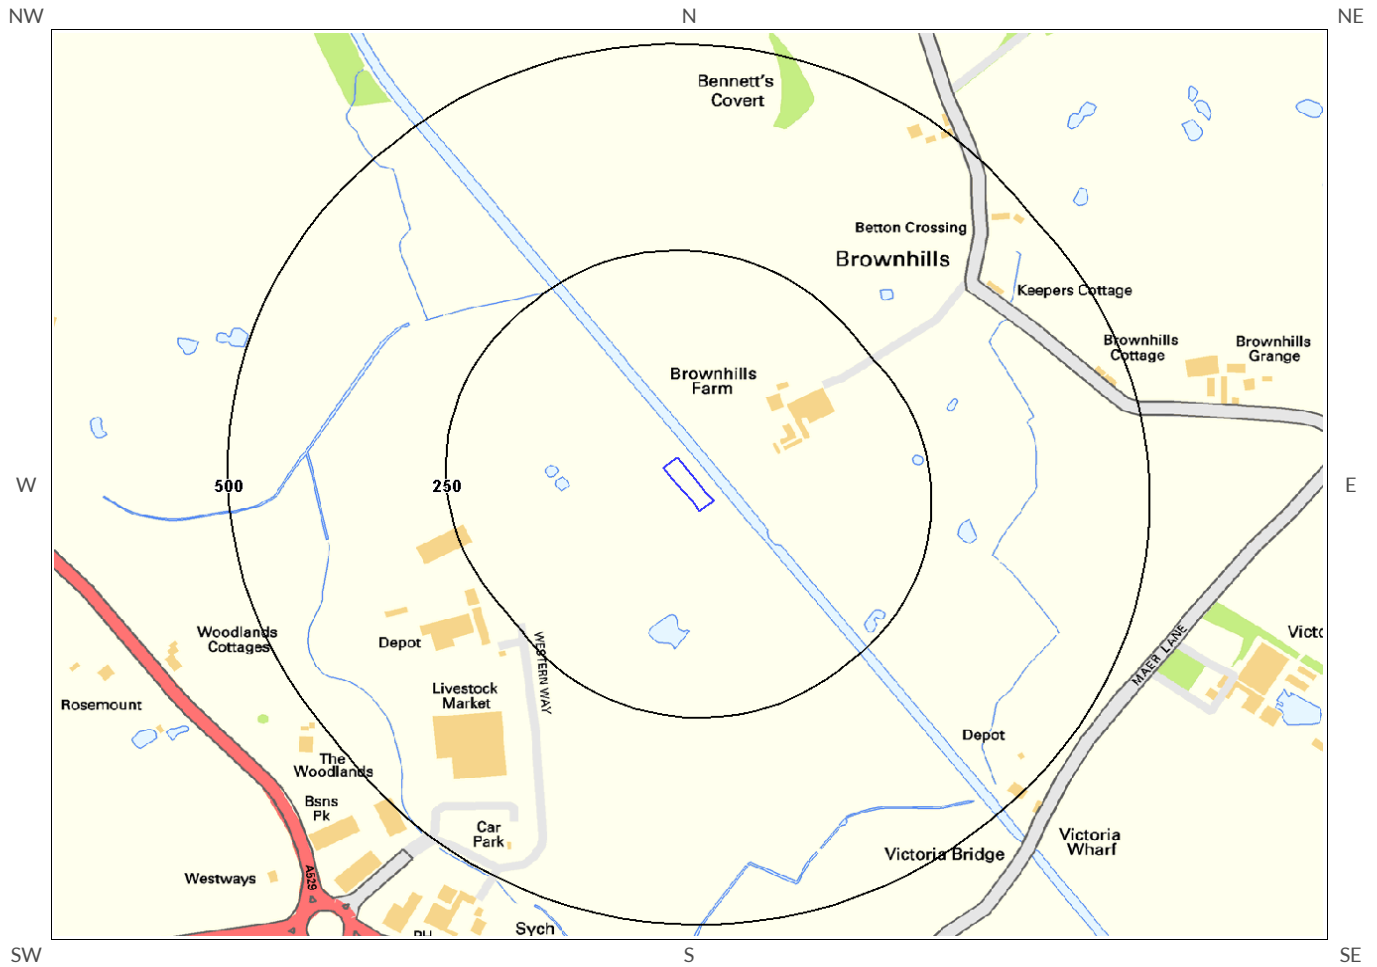 NW
N
NE
Bennett's
Covert
Betton Crossing
Brownhills
Keepers Cottage
Brownhills
Cottage
Brownhills
Grange
Brownhills
Farm
W
500
250
E
WESTERN WAY
Woodlands
Cottages
Depot
MAER LANE
Victo
Rosemount
Livestock
Market
Depot
The
Woodlands
Bsns
Pk
Car
Park
Victoria
Wharf
Victoria Bridge
Westways
A529
Sych
SW
S
SE